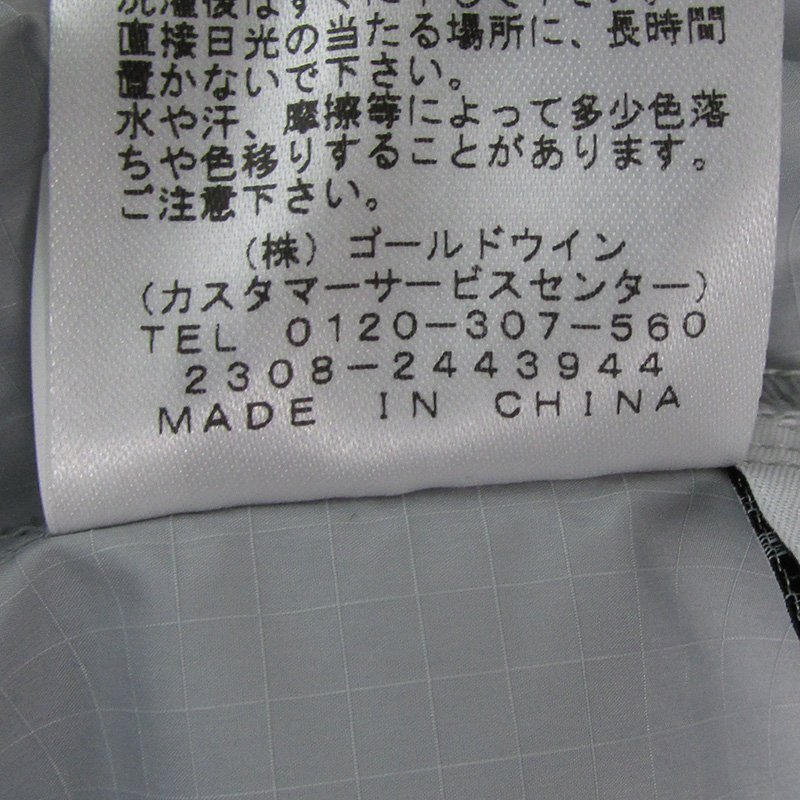 直接日光の当たる場所に、長時間
置かないで下さい。
水や汗、摩擦等によって多少色落
ちや色移りすることがあります。
ご注意下さい。
(株) ゴールドウイン
(カスタマーサービスセンター)
TEL 0120-307-560
2308-2443944
MADE IN CHINA